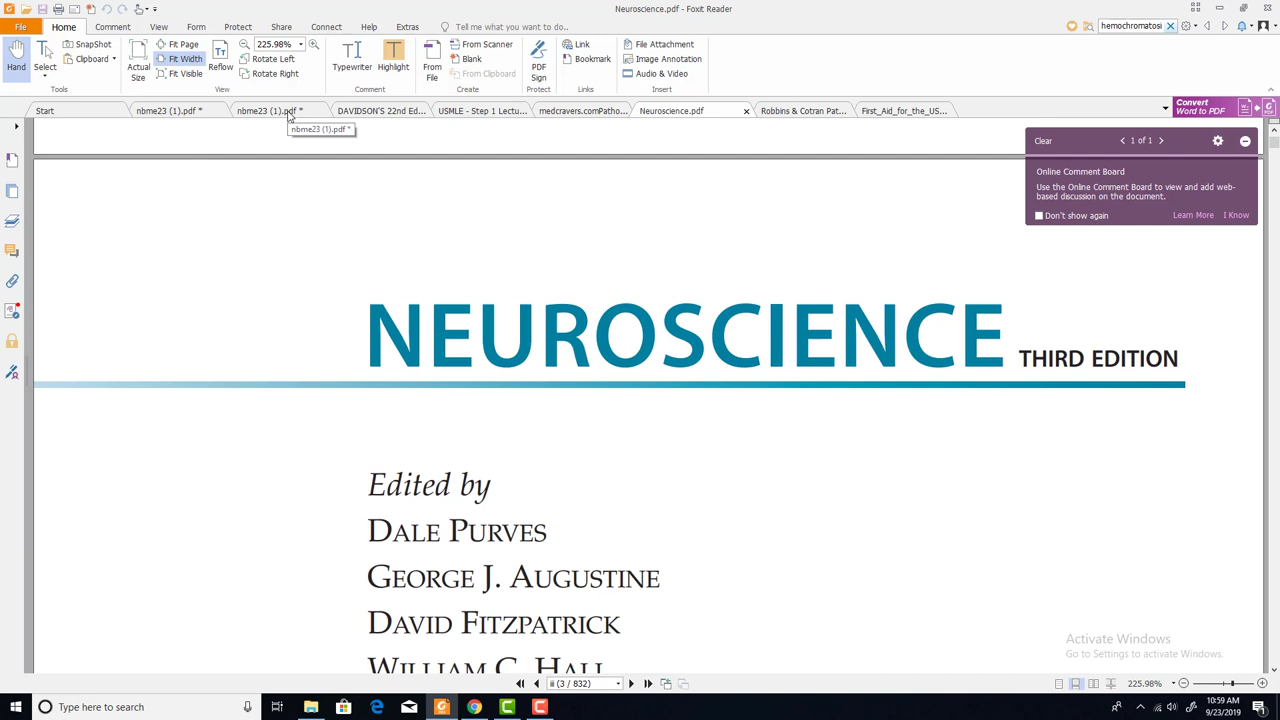 Neuroscience.pdf - Foxit Reader
File Home Comment View Form Protect Share Connect Help Extras Tell me what you want to do...
hemochromatosi
Hand
Select
SnapShot
Clipboard
Tools
Actual Size
Fit Page
Fit Width
Fit Visible
Reflow
225.98%
Rotate Left
Rotate Right
View
Typewriter
Highlight
Comment
From File
From Scanner
Blank
From Clipboard
Create
PDF Sign
Protect
Link
Bookmark
Links
File Attachment
Image Annotation
Audio & Video
Insert
Start
nbme23 (1).pdf *
nbme23 (1).pdf *
DAVIDSON'S 22nd Ed...
USMLE - Step 1 Lectu...
medcravers.comPatho...
Neuroscience.pdf
Robbins & Cotran Pat...
First_Aid_for_the_US...
Convert
Word to PDF
nbme23 (1).pdf *
Clear
1 of 1
Online Comment Board
Use the Online Comment Board to view and add web-
based discussion on the document.
Don't show again
Learn More
I Know
NEUROSCIENCE THIRD EDITION
Edited by
DALE PURVES
GEORGE J. AUGUSTINE
DAVID FITZPATRICK
WILLIAM C. HALL
Activate Windows
Go to Settings to activate Windows.
ii (3 / 832)
225.98%
Type here to search
10:59 AM
9/23/2019